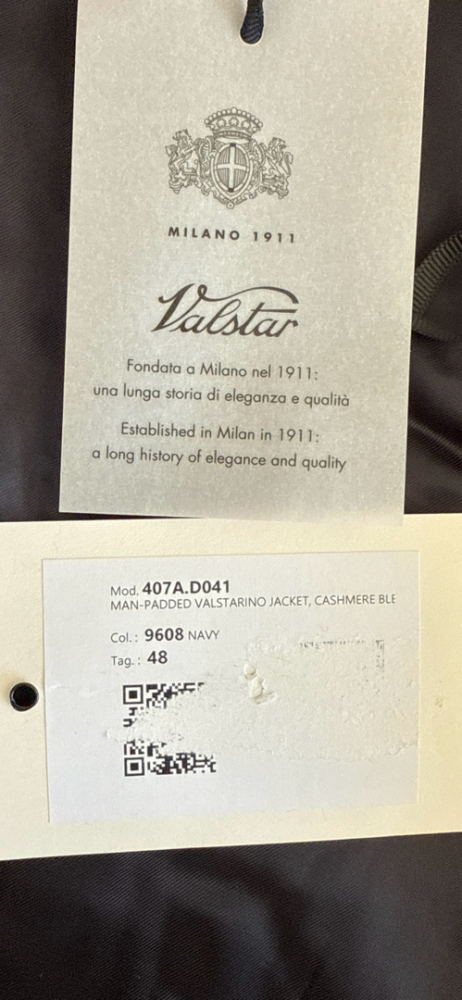 MILANO 1911
Valstar
Fondata a Milano nel 1911:
una lunga storia di eleganza e qualità
Established in Milan in 1911:
a long history of elegance and quality
Mod. 407A.D041
MAN-PADDED VALSTARINO JACKET, CASHMERE BLE
Col.: 9608 NAVY
Tag.: 48